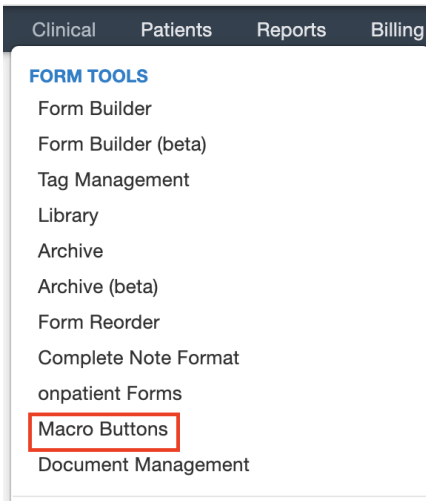 Clinical Patients Reports Billing
FORM TOOLS
Form Builder
Form Builder (beta)
Tag Management
Library
Archive
Archive (beta)
Form Reorder
Complete Note Format
onpatient Forms
Macro Buttons
Document Management